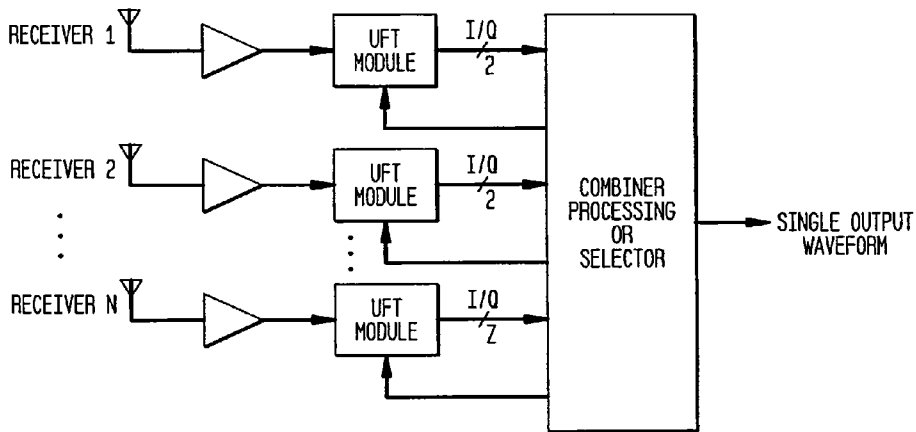 RECEIVER 1
UFT
MODULE
I/Q
2
RECEIVER 2
UFT
MODULE
I/Q
2
COMBINER
PROCESSING
OR
SELECTOR
SINGLE OUTPUT
WAVEFORM
RECEIVER N
UFT
MODULE
I/Q
Z